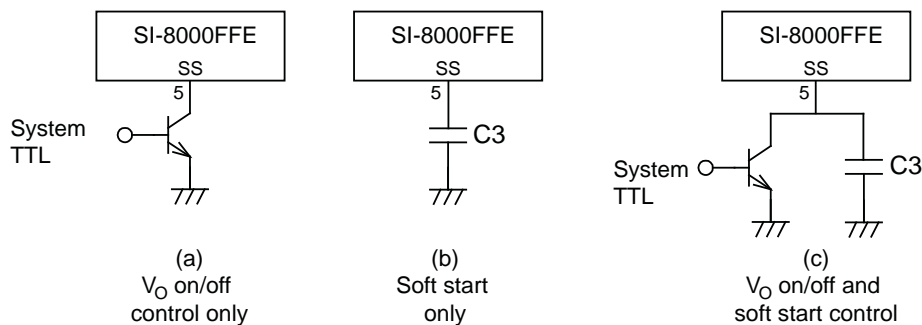 SI-8000FFE
SS
5
System
TTL
(a)
VO on/off
control only
SI-8000FFE
SS
5
C3
(b)
Soft start
only
SI-8000FFE
SS
5
System
TTL
C3
(c)
VO on/off and
soft start control